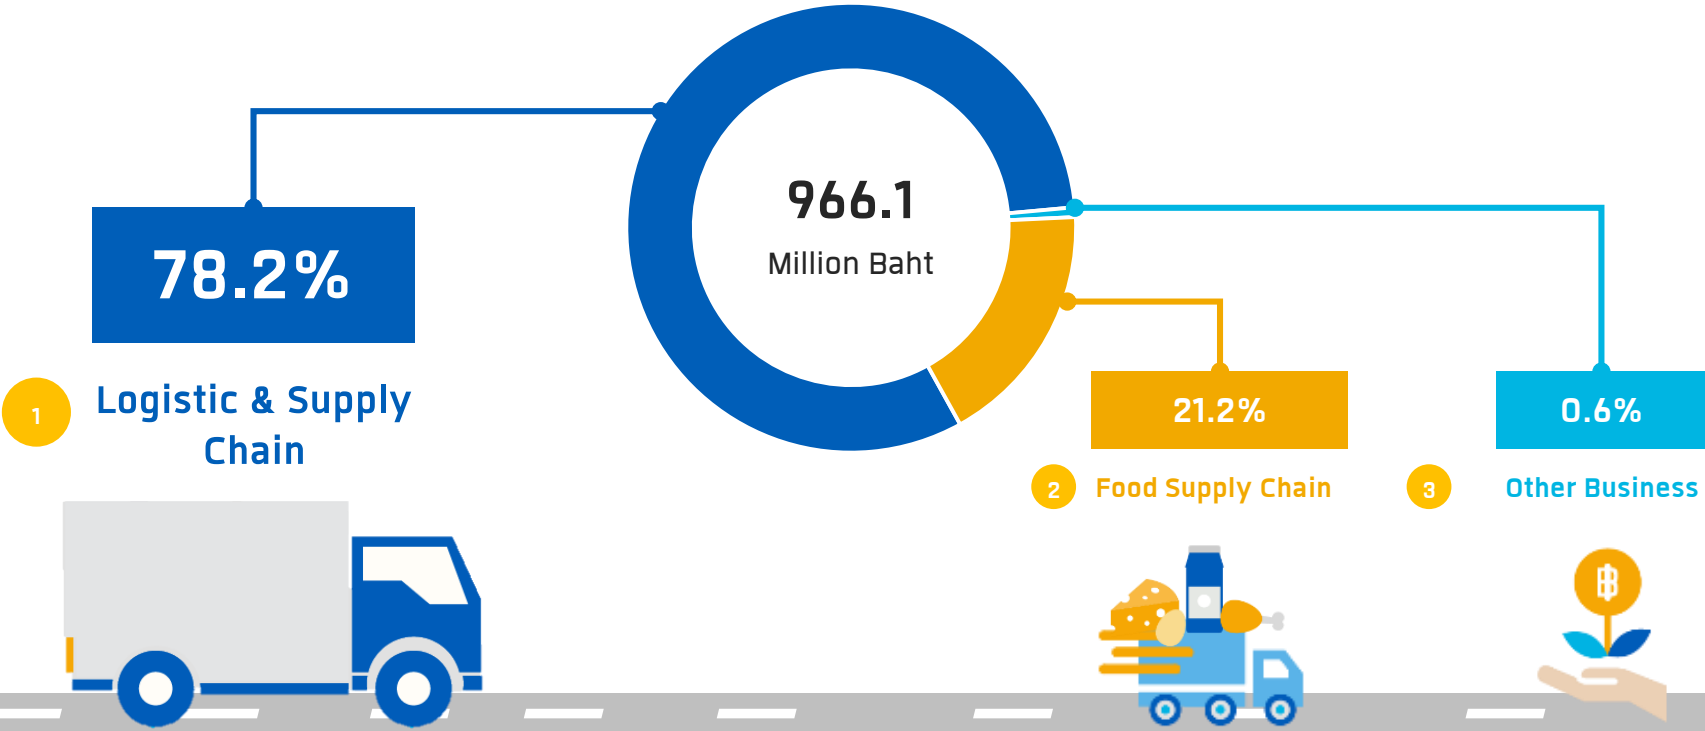 966.1
Million Baht
78.2%
1
Logistic & Supply
Chain
21.2%
2
Food Supply Chain
0.6%
3
Other Business
฿